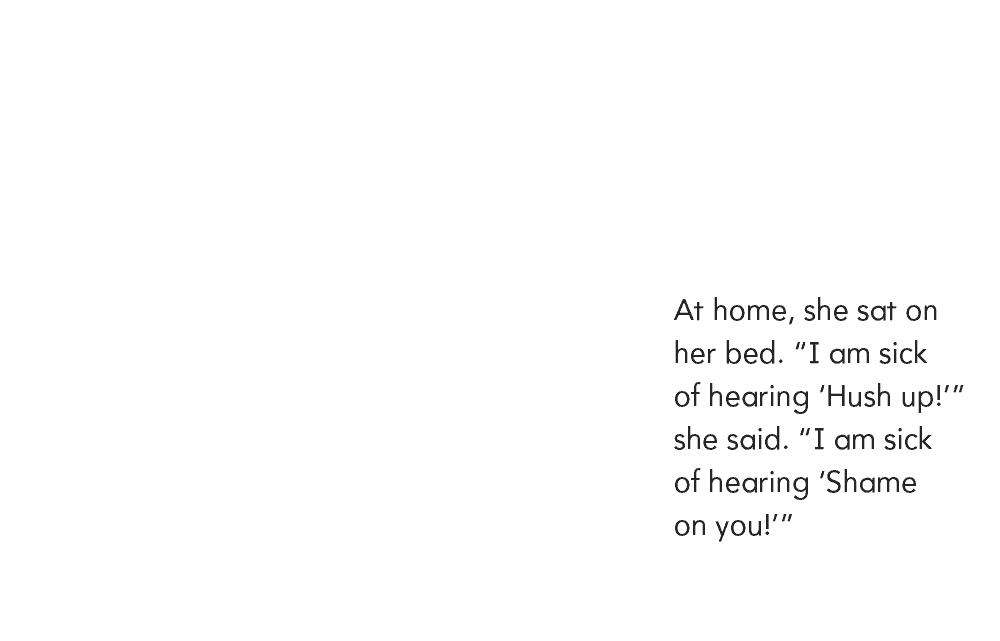 At home, she sat on
her bed. “I am sick
of hearing ‘Hush up!’”
she said. “I am sick
of hearing ‘Shame
on you!’”